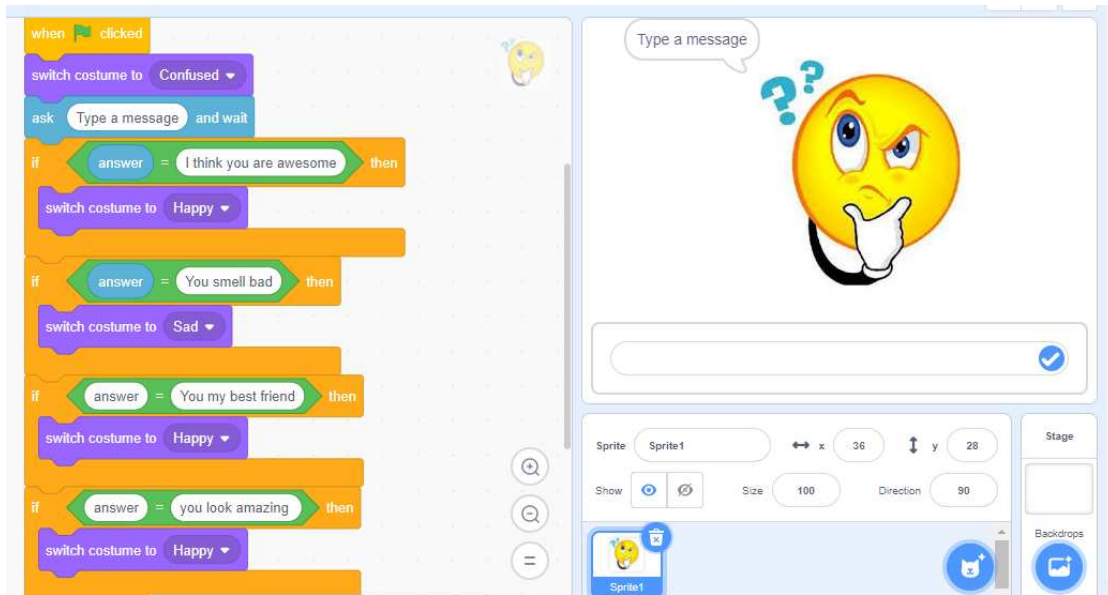 when clicked
switch costume to Confused
ask Type a message and wait
if answer = I think you are awesome then
switch costume to Happy
if answer = You smell bad then
switch costume to Sad
if answer = You my best friend then
switch costume to Happy
if answer = you look amazing then
switch costume to Happy
Type a message
? ?
Sprite Sprite1 x 36 y 28
Show Size 100 Direction 90
Sprite1
Stage
Backdrops